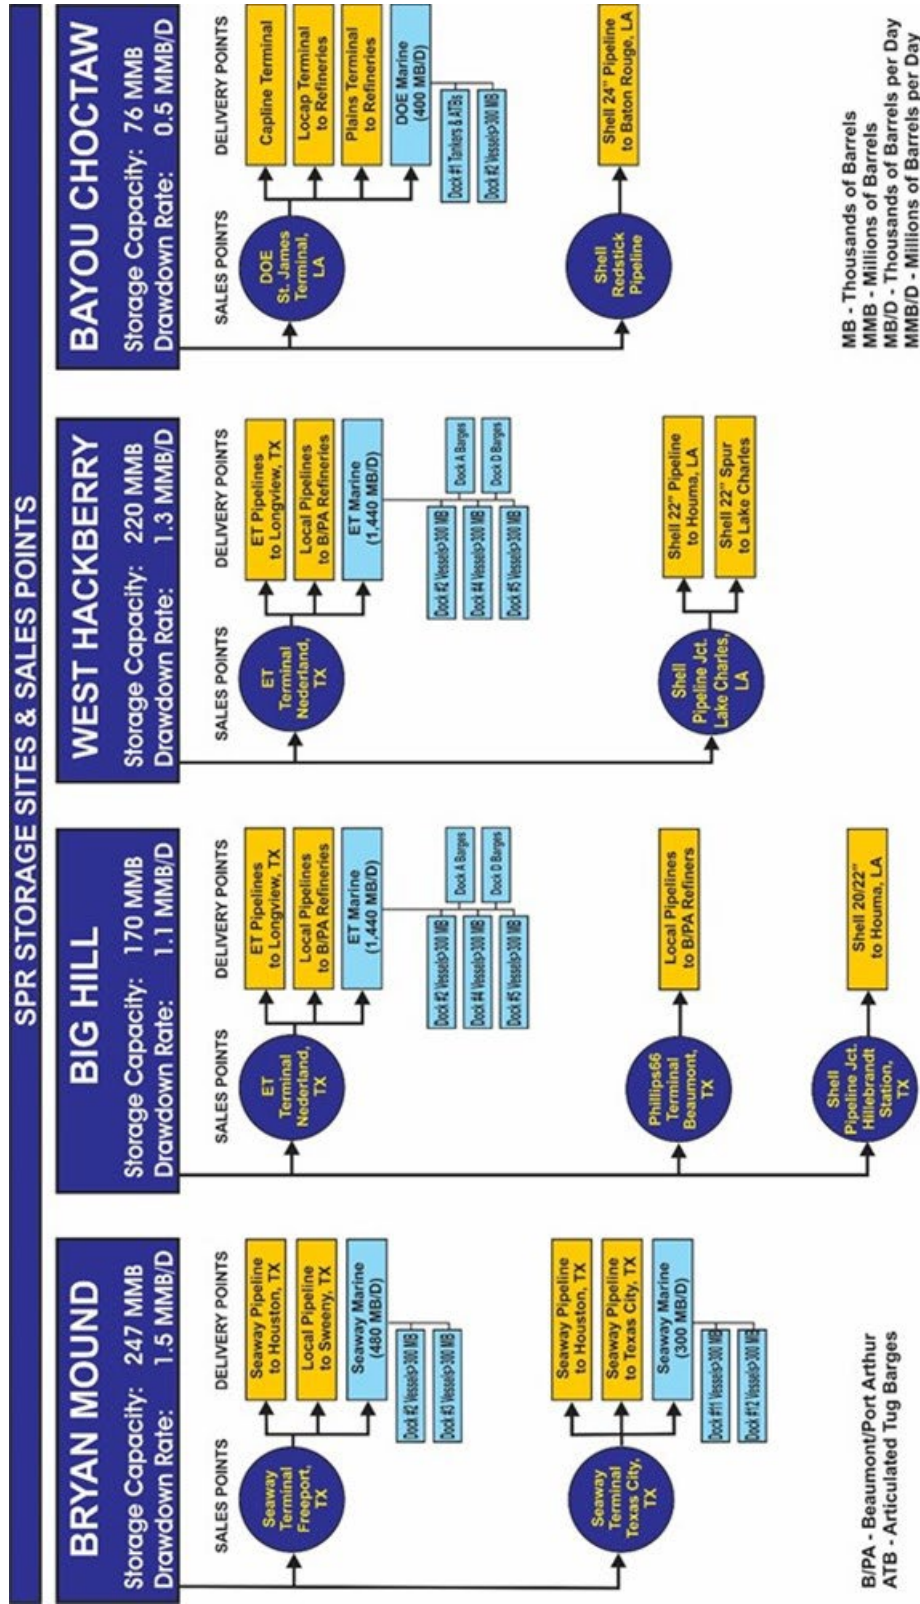 SPR STORAGE SITES & SALES POINTS
BRYAN MOUND
Storage Capacity: 247 MMB
Drawdown Rate: 1.5 MMB/D
SALES POINTS
DELIVERY POINTS
Seaway
Terminal
Freeport,
TX
Seaway Pipeline
to Houston, TX
Local Pipeline
to Sweeny, TX
Seaway Marine
(480 MB/D)
Dock #2 Vessels>300 MB
Dock #3 Vessels>300 MB
Seaway
Terminal
Texas City,
TX
Seaway Pipeline
to Houston, TX
Seaway Pipeline
to Texas City, TX
Seaway Marine
(300 MB/D)
Dock #11 Vessels>300 MB
Dock #12 Vessels>300 MB
BIG HILL
Storage Capacity: 170 MMB
Drawdown Rate: 1.1 MMB/D
SALES POINTS
DELIVERY POINTS
ET
Terminal
Nederland,
TX
ET Pipelines
to Longview, TX
Local Pipelines
to B/PA Refineries
ET Marine
(1,440 MB/D)
Dock #2 Vessels>300 MB
Dock A Barges
Dock #4 Vessels>300 MB
Dock D Barges
Dock #5 Vessels>300 MB
Phillips66
Terminal
Beaumont,
TX
Local Pipelines
to B/PA Refiners
Shell
Pipeline Jct.
Hillebrandt
Station,
TX
Shell 20/22"
to Houma, LA
WEST HACKBERRY
Storage Capacity: 220 MMB
Drawdown Rate: 1.3 MMB/D
SALES POINTS
DELIVERY POINTS
ET
Terminal
Nederland,
TX
ET Pipelines
to Longview, TX
Local Pipelines
to B/PA Refineries
ET Marine
(1,440 MB/D)
Dock #2 Vessels>300 MB
Dock A Barges
Dock #4 Vessels>300 MB
Dock D Barges
Dock #5 Vessels>300 MB
Shell
Pipeline Jct.
Lake Charles,
LA
Shell 22" Pipeline
to Houma, LA
Shell 22" Spur
to Lake Charles
BAYOU CHOCTAW
Storage Capacity: 76 MMB
Drawdown Rate: 0.5 MMB/D
SALES POINTS
DELIVERY POINTS
DOE
St. James
Terminal,
LA
Capline Terminal
Locap Terminal
to Refineries
Plains Terminal
to Refineries
DOE Marine
(400 MB/D)
Dock #1 Tankers & ATBs
Dock #2 Vessels>300 MB
Shell
Redstick
Pipeline
Shell 24" Pipeline
to Baton Rouge, LA
B/PA - Beaumont/Port Arthur
ATB - Articulated Tug Barges
MB - Thousands of Barrels
MMB - Millions of Barrels
MB/D - Thousands of Barrels per Day
MMB/D - Millions of Barrels per Day